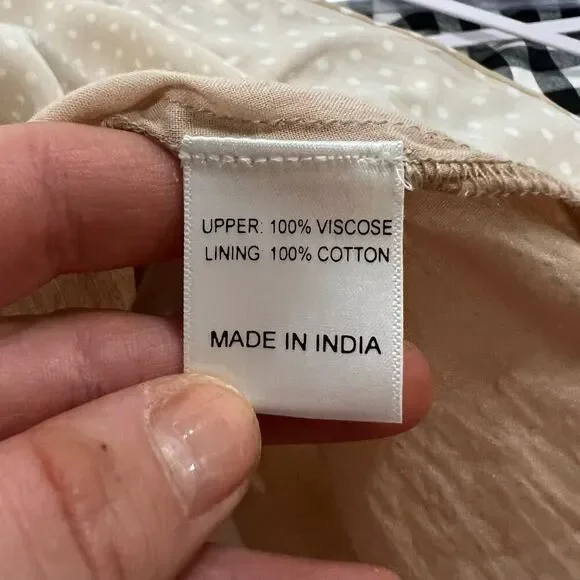 UPPER: 100% VISCOSE
LINING 100% COTTON
MADE IN INDIA